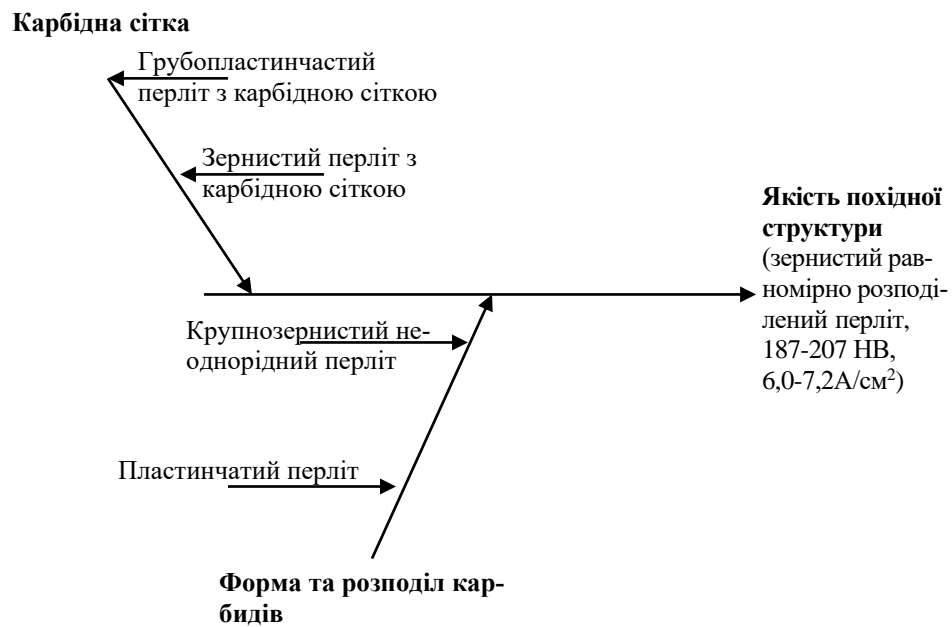 Карбідна сітка
Грубопластинчастий
перліт з карбідною сіткою
Зернистий перліт з
карбідною сіткою
Якість похідної
структури
(зернистий рав-
номірно розподі-
лений перліт,
187-207 НВ,
6,0-7,2А/см²)
Крупнозернистий не-
однорідний перліт
Пластинчатий перліт
Форма та розподіл кар-
бидів